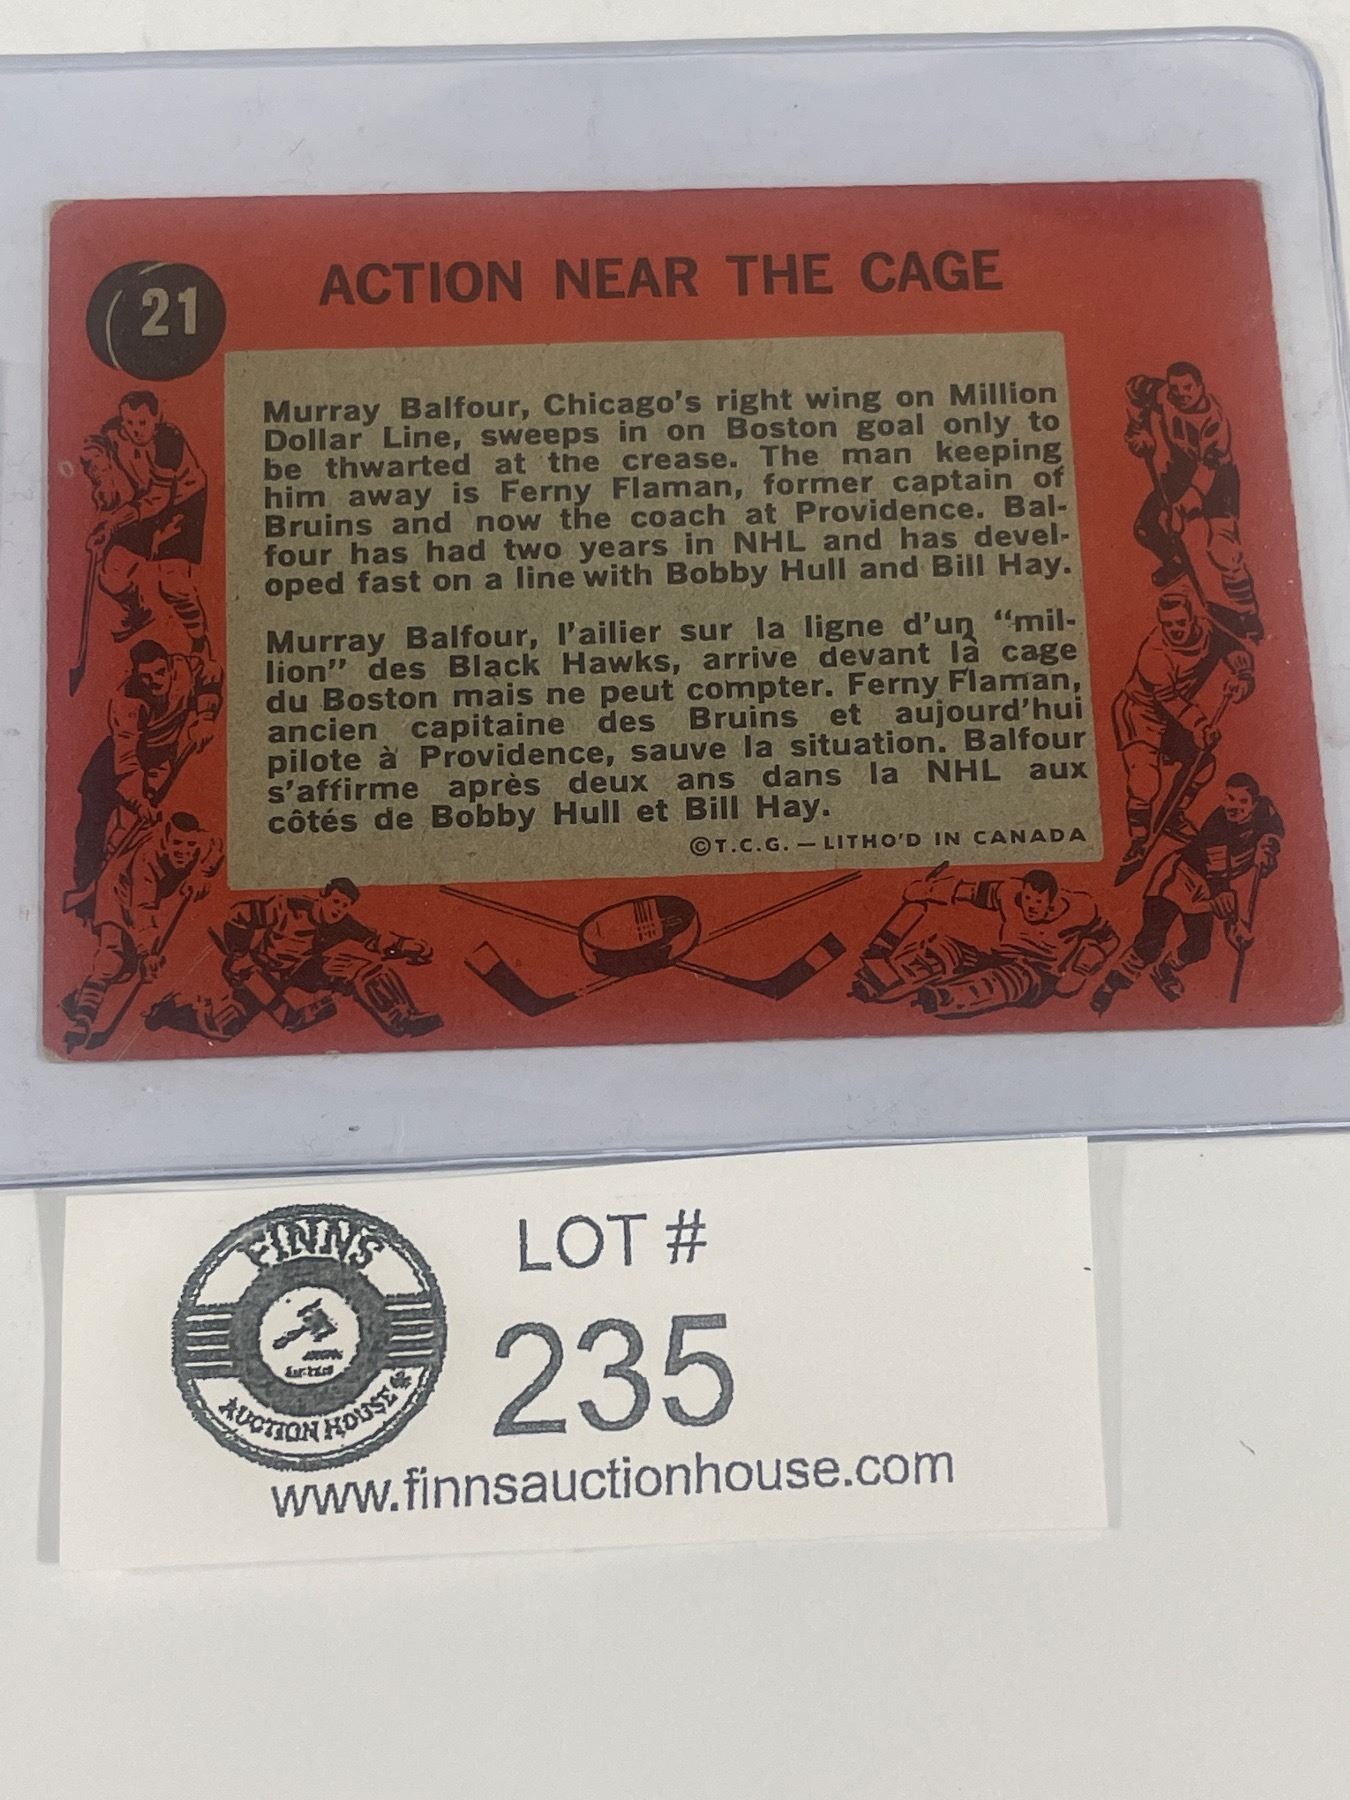 21
ACTION NEAR THE CAGE
Murray Balfour, Chicago's right wing on Million
Dollar Line, sweeps in on Boston goal only to
be thwarted at the crease. The man keeping
him away is Ferny Flaman, former captain of
Bruins and now the coach at Providence. Bal-
four has had two years in NHL and has devel-
oped fast on a line with Bobby Hull and Bill Hay.
Murray Balfour, l'ailier sur la ligne d'un "mil-
lion" des Black Hawks, arrive devant la cage
du Boston mais ne peut compter. Ferny Flaman,
ancien capitaine des Bruins et aujourd'hui
pilote à Providence, sauve la situation. Balfour
s'affirme après deux ans dans la NHL aux
côtés de Bobby Hull et Bill Hay.
©T.C.G. — LITHO'D IN CANADA
FINNS
AUCTION HOUSE
LOT #
235
www.finnsauctionhouse.com